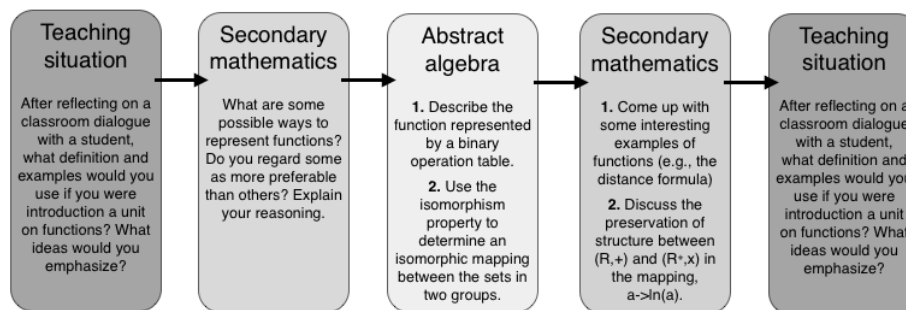 Teaching
situation
After reflecting on a
classroom dialogue
with a student,
what definition and
examples would you
use if you were
introduction a unit
on functions? What
ideas would you
emphasize?
Secondary
mathematics
What are some
possible ways to
represent functions?
Do you regard some
as more preferable
than others? Explain
your reasoning.
Abstract
algebra
1. Describe the
function represented
by a binary
operation table.
2. Use the
isomorphism
property to
determine an
isomorphic mapping
between the sets in
two groups.
Secondary
mathematics
1. Come up with
some interesting
examples of
functions (e.g., the
distance formula)
2. Discuss the
preservation of
structure between
(R,+) and (R⁺,x) in
the mapping,
a->ln(a).
Teaching
situation
After reflecting on a
classroom dialogue
with a student,
what definition and
examples would you
use if you were
introduction a unit
on functions? What
ideas would you
emphasize?